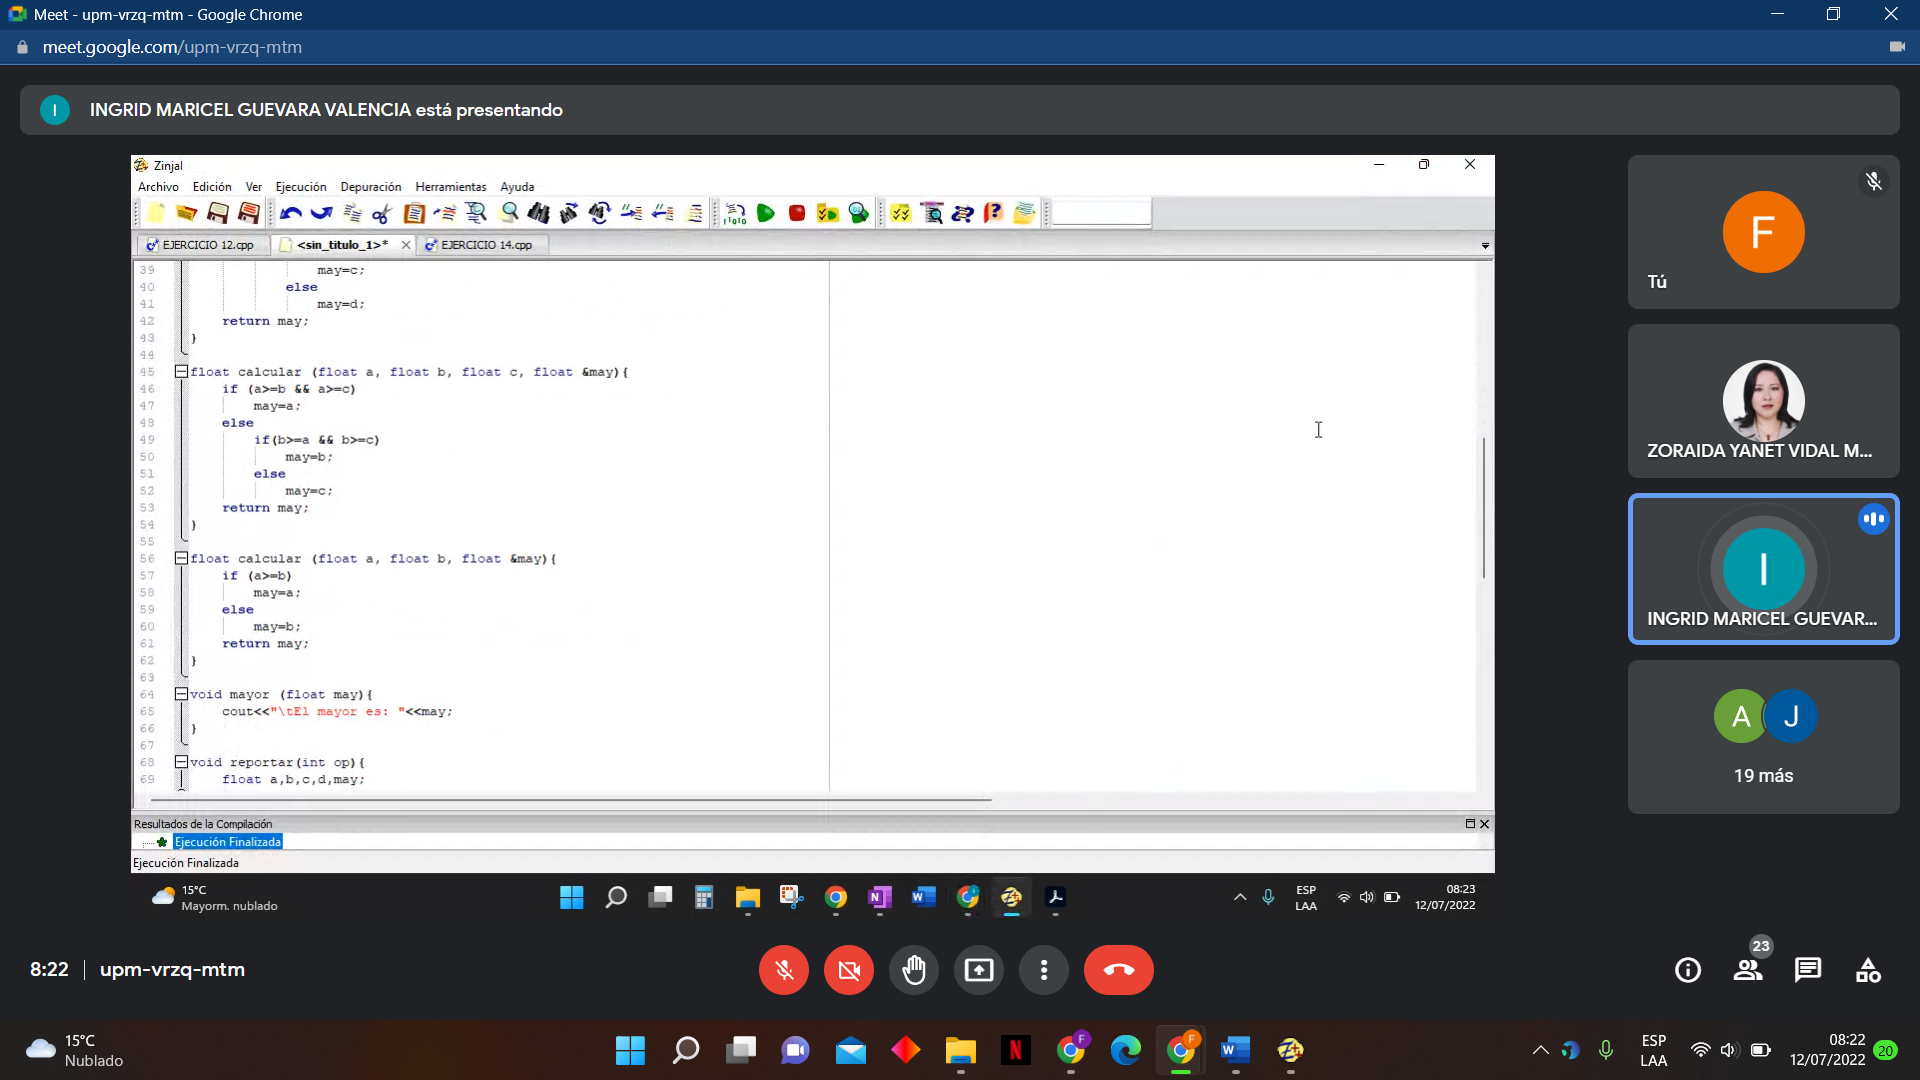 Meet - upm-vrzq-mtm - Google Chrome
meet.google.com/upm-vrzq-mtm
I INGRID MARICEL GUEVARA VALENCIA está presentando
ZinjaI
Archivo Edición Ver Ejecución Depuración Herramientas Ayuda
EJERCICIO 12.cpp <sin_titulo_1>* EJERCICIO 14.cpp
39 may=c;
40 else
41 may=d;
42 return may;
43 }
44
45 float calcular (float a, float b, float c, float &may){
46 if (a>=b && a>=c)
47 may=a;
48 else
49 if(b>=a && b>=c)
50 may=b;
51 else
52 may=c;
53 return may;
54 }
55
56 float calcular (float a, float b, float &may){
57 if (a>=b)
58 may=a;
59 else
60 may=b;
61 return may;
62 }
63
64 void mayor (float may){
65 cout<<"\tEl mayor es: "<<may;
66 }
67
68 void reportar(int op){
69 float a,b,c,d,may;
Resultados de la Compilación
Ejecución Finalizada
Ejecución Finalizada
15°C
Mayorm. nublado
ESP
LAA
08:23
12/07/2022
F
Tú
ZORAIDA YANET VIDAL M...
I
INGRID MARICEL GUEVAR...
A J
19 más
8:22 upm-vrzq-mtm
23
15°C
Nublado
ESP
LAA
08:22
12/07/2022
20